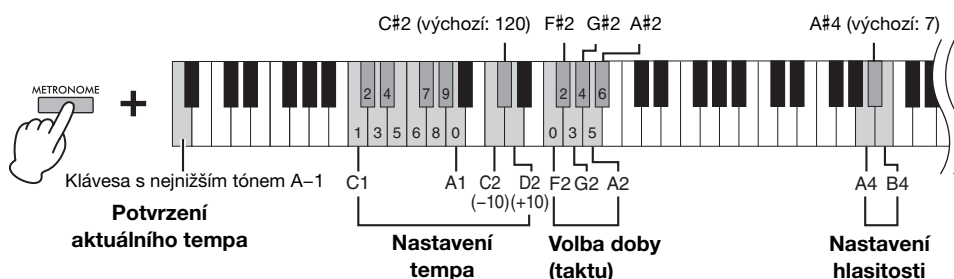 C#2 (výchozí: 120) F#2 G#2 A#2 A#4 (výchozí: 7)
METRONOME
+
2 4 7 9 2 4 6
1 3 5 6 8 0 0 3 5
Klávesa s nejnižším tónem A–1 C1 A1 C2 D2 F2 G2 A2 A4 B4
(–10) (+10)
Potvrzení
aktuálního tempa
Nastavení
tempa
Volba doby
(taktu)
Nastavení
hlasitosti